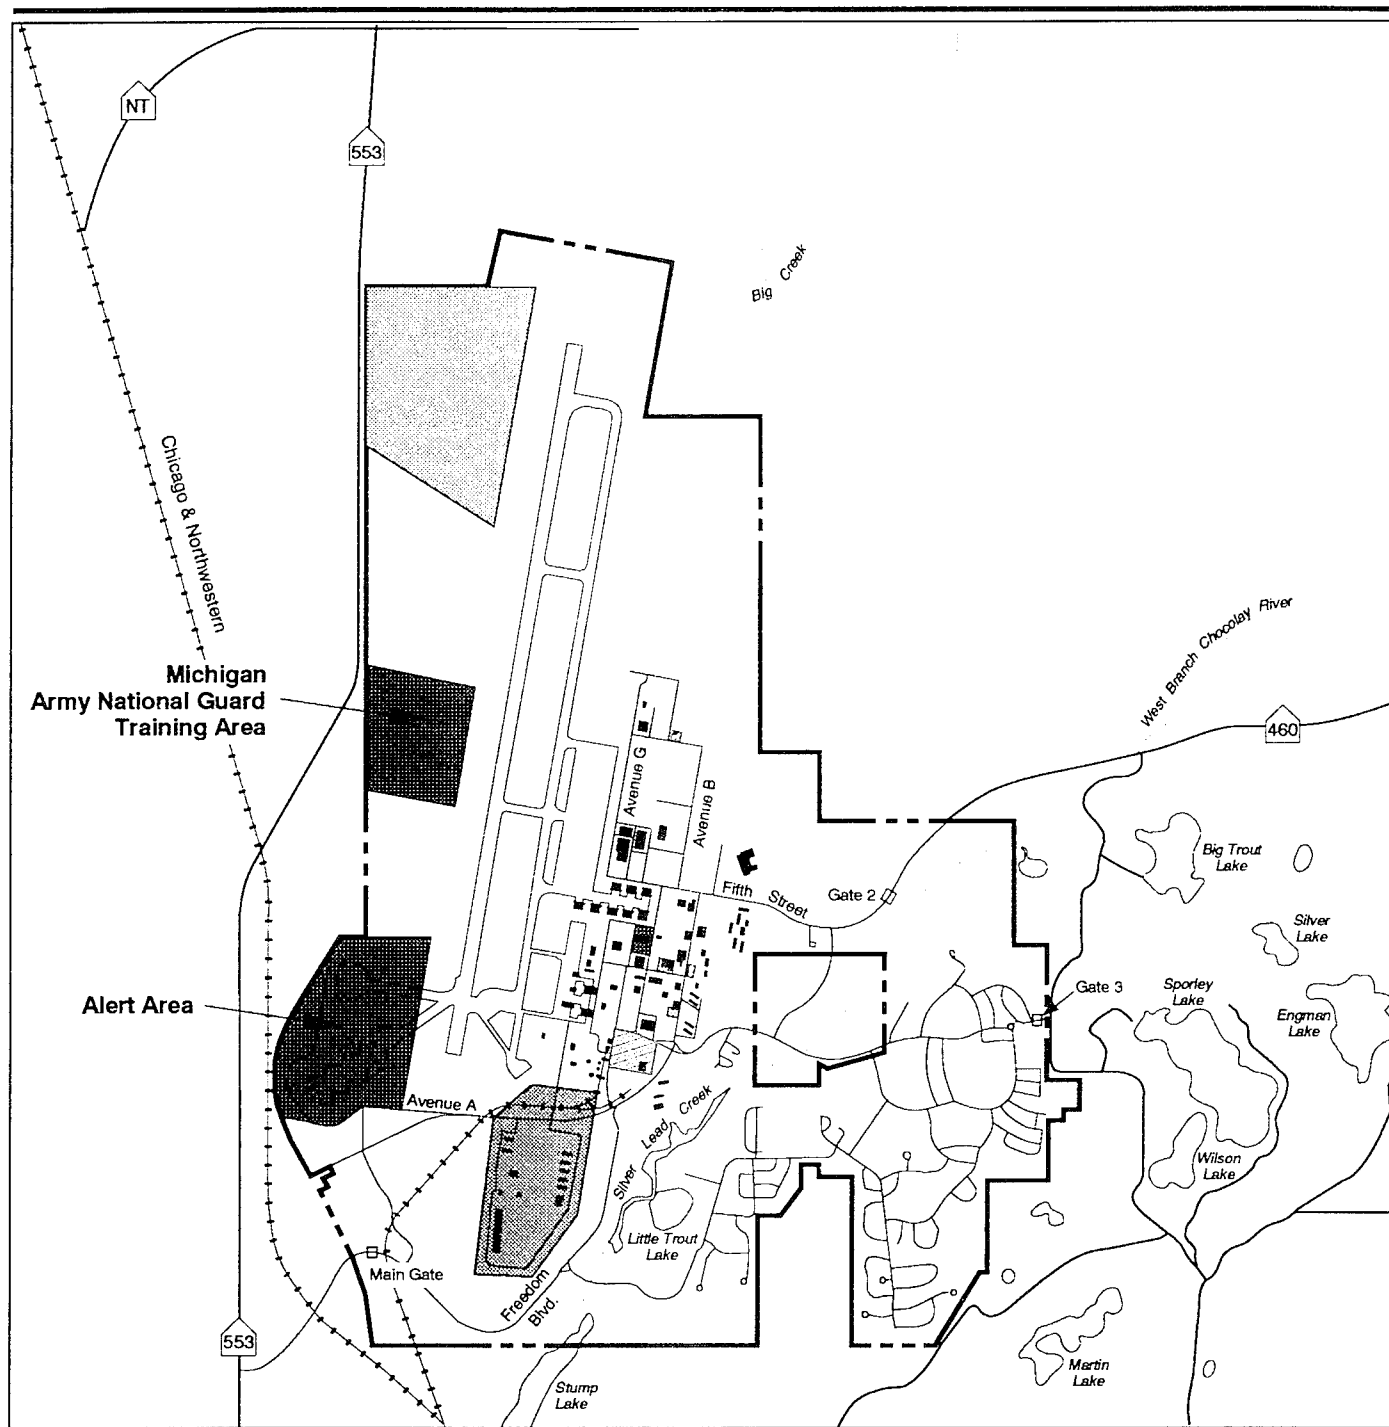 NT
553
Big Creek
Chicago & Northwestern
West Branch Chocolay River
Michigan
Army National Guard
Training Area
460
Avenue G
Avenue B
Big Trout
Lake
Fifth Street
Gate 2
Silver
Lake
Alert Area
Gate 3
Sporley
Lake
Engman
Lake
Avenue A
Silver Lead Creek
Wilson
Lake
Little Trout
Lake
Main Gate
Freedom
Blvd.
553
Martin
Lake
Stump
Lake